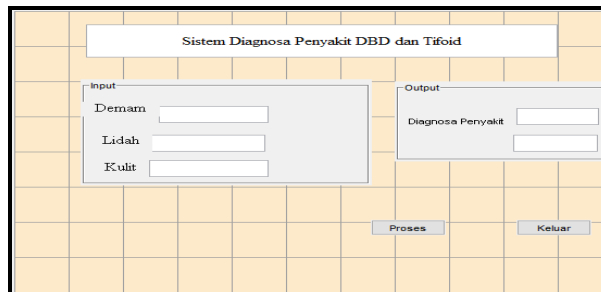 Sistem Diagnosa Penyakit DBD dan Tifoid
Input
Demam
Lidah
Kulit
Output
Diagnosa Penyakit
Proses
Keluar